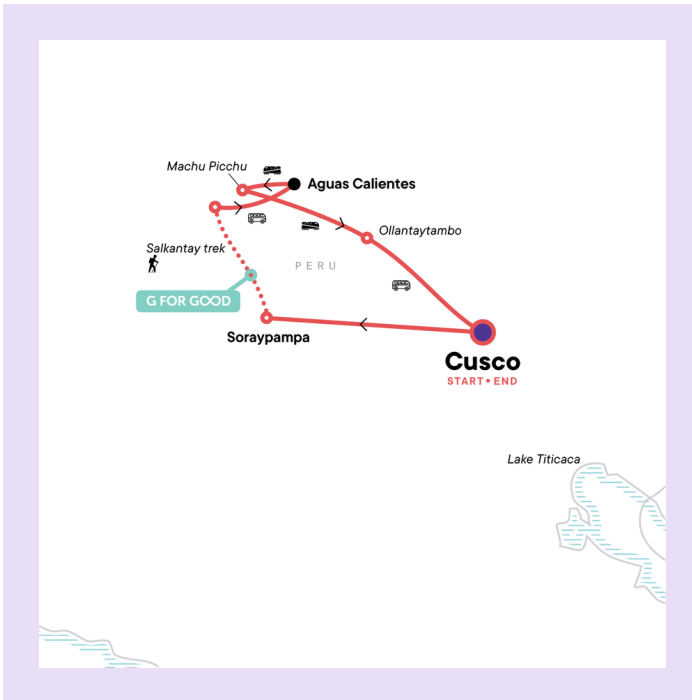 Machu Picchu
Aguas Calientes
Ollantaytambo
Salkantay trek
PERU
G FOR GOOD
Soraypampa
Cusco
START • END
Lake Titicaca